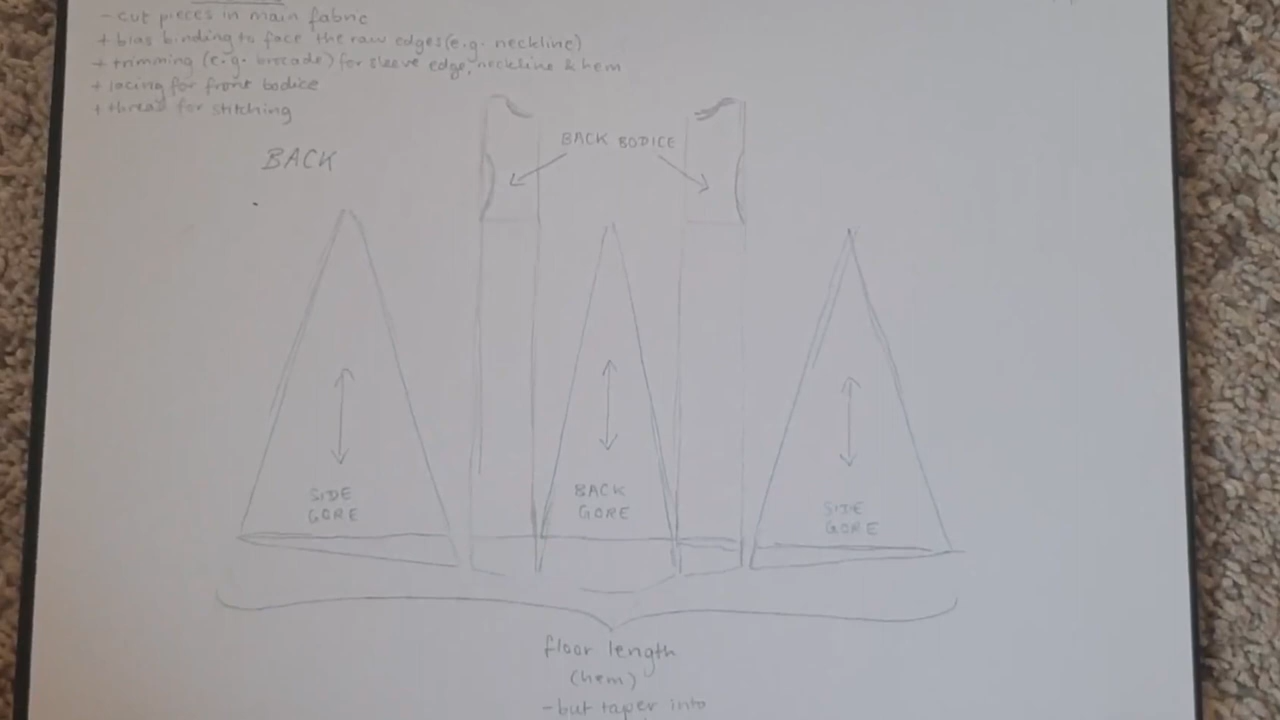 - cut pieces in main fabric
+ bias binding to face the raw edges (e.g. neckline)
+ trimming (e.g. brocade) for sleeve edge, neckline & hem
+ lacing for front bodice
+ thread for stitching
BACK
BACK BODICE
SIDE
GORE
BACK
GORE
SIDE
GORE
floor length
(hem)
- but taper into